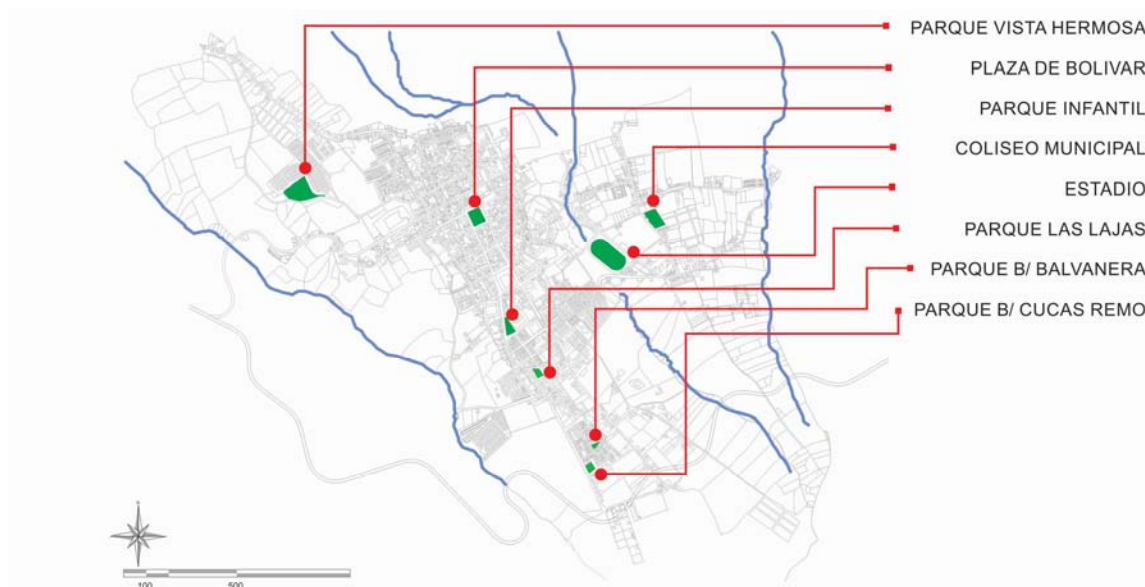 PARQUE VISTA HERMOSA
PLAZA DE BOLIVAR
PARQUE INFANTIL
COLISEO MUNICIPAL
ESTADIO
PARQUE LAS LAJAS
PARQUE B/ BALVANERA
PARQUE B/ CUCAS REMO
100 500